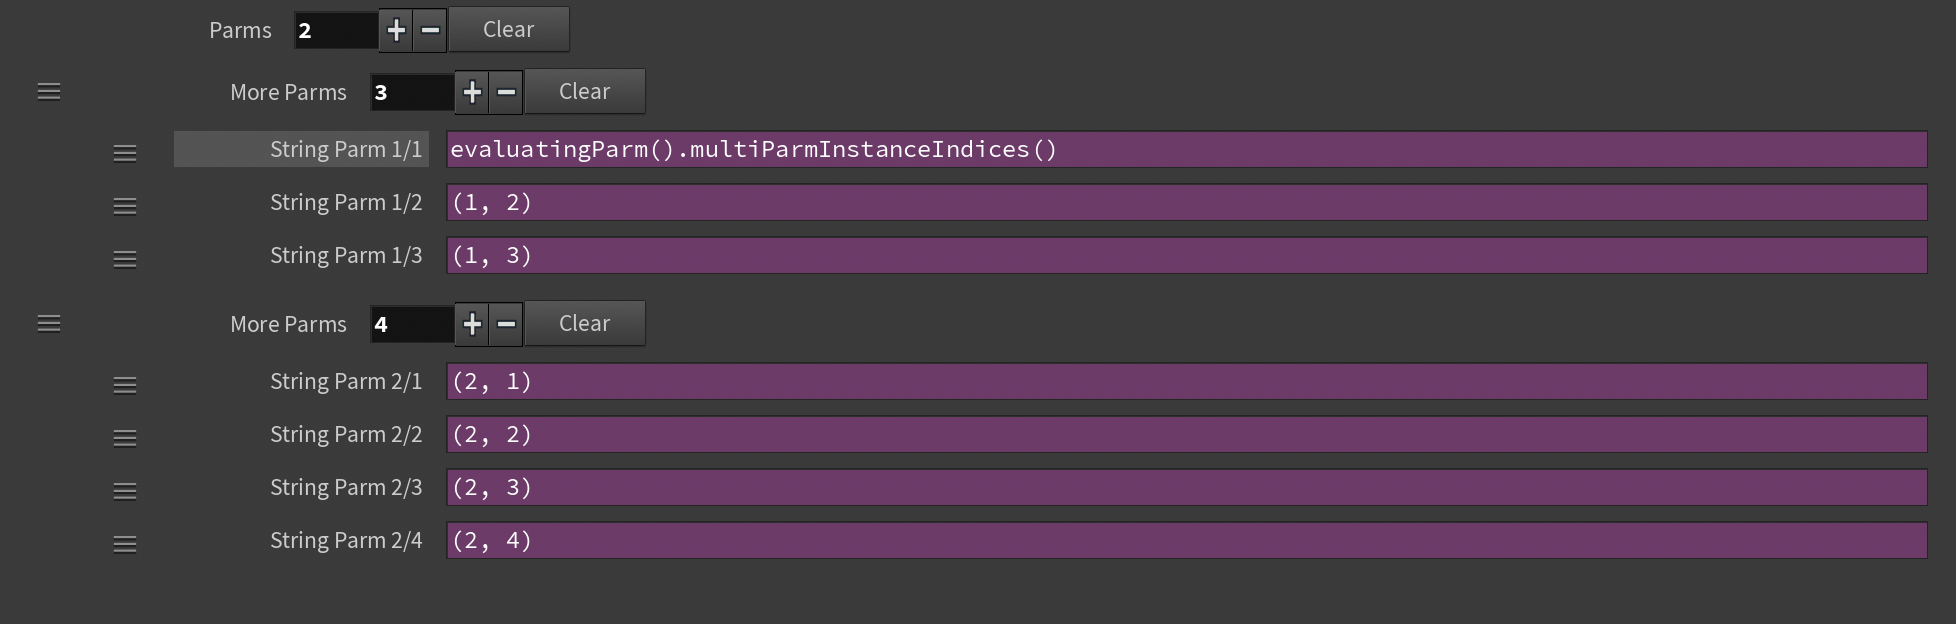 Parms 2 Clear
More Parms 3 Clear
String Parm 1/1 evaluatingParm().multiParmInstanceIndices()
String Parm 1/2 (1, 2)
String Parm 1/3 (1, 3)
More Parms 4 Clear
String Parm 2/1 (2, 1)
String Parm 2/2 (2, 2)
String Parm 2/3 (2, 3)
String Parm 2/4 (2, 4)